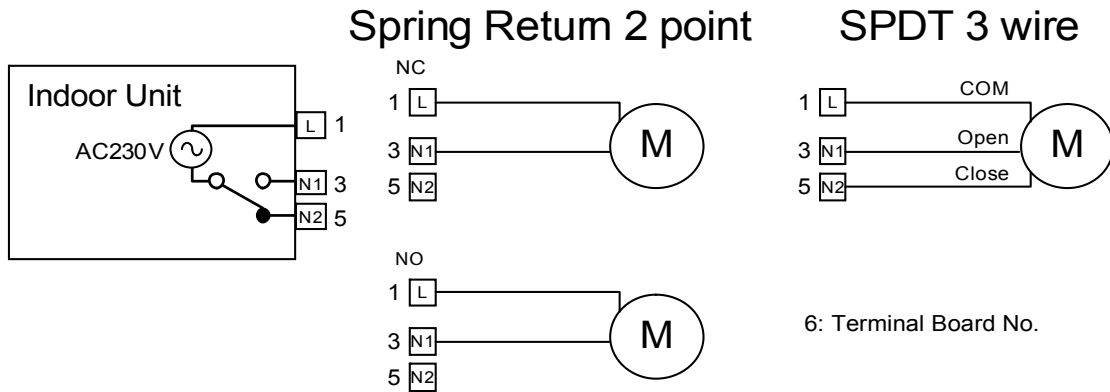 Spring Return 2 point
SPDT 3 wire
Indoor Unit
AC230V
L 1
N1 3
N2 5
NC
1 L
3 N1
5 N2
M
NO
1 L
3 N1
5 N2
M
1 L COM
3 N1 Open
5 N2 Close
M
6: Terminal Board No.